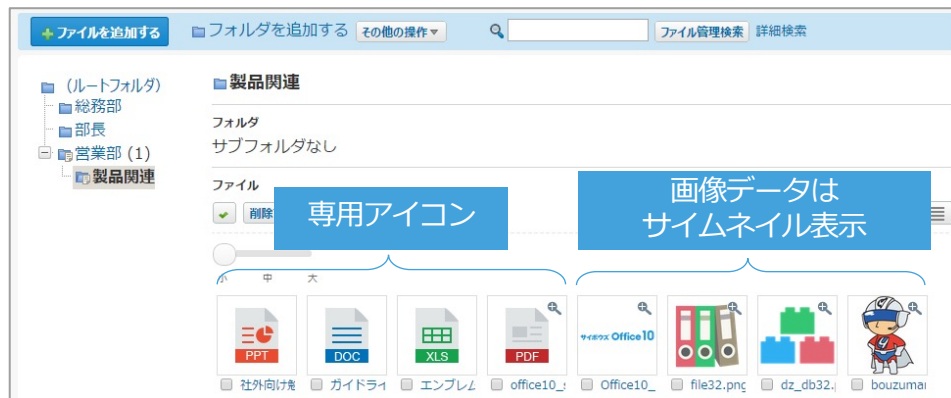 ファイルを追加する フォルダを追加する その他の操作 ファイル管理検索 詳細検索
(ルートフォルダ)
総務部
部長
営業部 (1)
製品関連
製品関連
フォルダ
サブフォルダなし
ファイル
削除
専用アイコン
画像データは
サイムネイル表示
小 中 大
PPT DOC XLS PDF サイボウズ Office 10
社外向け ガイドライ エンブレム office10_s Office10_ file32.png dz_db32. bouzuman